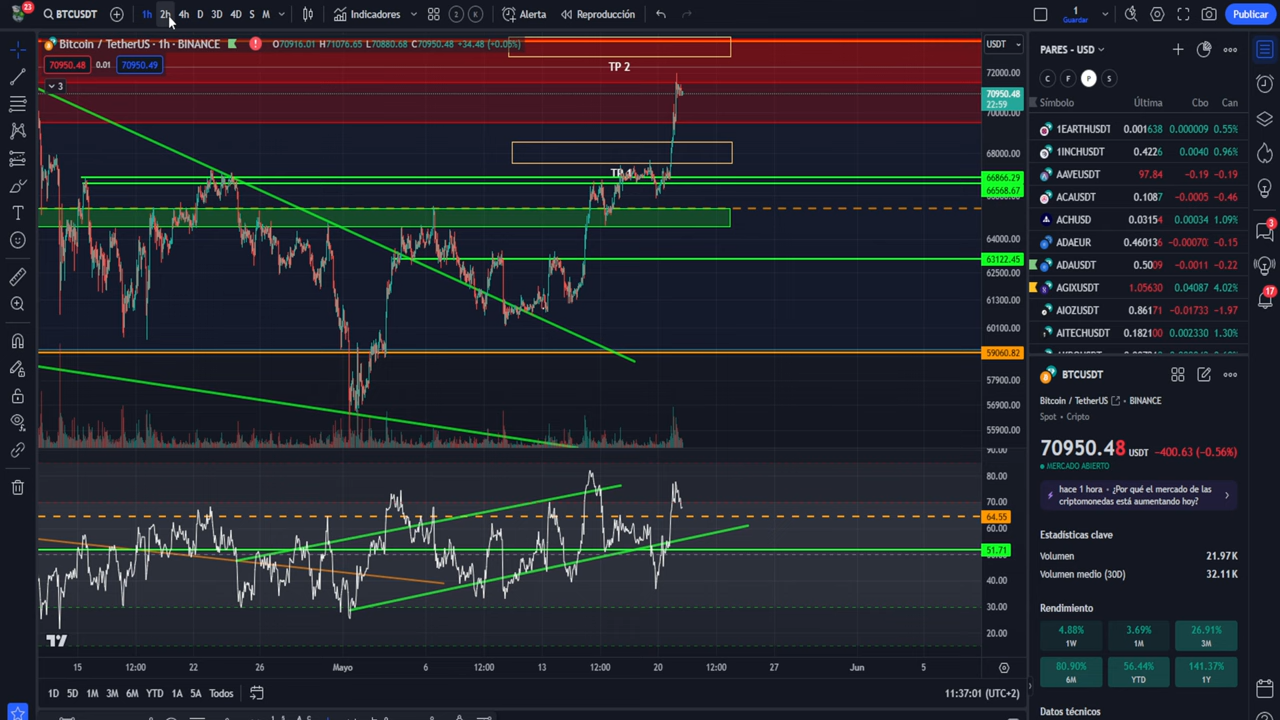 BTCUSDT 1h 2h 4h D 3D 4D S M Indicadores 2 K Alerta Reproducción 1 Guardar Publicar
Bitcoin / TetherUS · 1h · BINANCE O70916.01 H71076.65 L70880.68 C70950.48 +34.48 (+0.05%)
USDT
70950.48 0.01 70950.49
3
TP 2
TP 1
72000.00
70950.48
22:59
70000.00
68000.00
66866.29
66568.67
64000.00
63122.45
62500.00
61300.00
60100.00
59060.82
57900.00
56900.00
55900.00
90.00
80.00
70.00
64.55
60.00
51.71
40.00
30.00
20.00
15 12:00 22 26 Mayo 6 12:00 13 12:00 20 12:00 27 Jun 5
1D 5D 1M 3M 6M YTD 1A 5A Todos
11:37:01 (UTC+2)
PARES - USD
C F P S
Símbolo Última Cbo Can
1EARTHUSDT 0.001638 0.000009 0.55%
1INCHUSDT 0.4226 0.0040 0.96%
AAVEUSDT 97.84 -0.19 -0.19
ACAUSDT 0.1087 -0.0005 -0.46
ACHUSD 0.03154 0.00034 1.09%
ADAEUR 0.460136 -0.00070 -0.15
ADAUSDT 0.5009 -0.0011 -0.22
AGIXUSDT 1.05630 0.04087 4.02%
AIOZUSDT 0.86171 -0.01733 -1.97
AITECHUSDT 0.182100 0.002330 1.30%
BTCUSDT
Bitcoin / TetherUS · BINANCE
Spot · Cripto
70950.48 USDT -400.63 (-0.56%)
MERCADO ABIERTO
hace 1 hora · ¿Por qué el mercado de las
criptomonedas está aumentando hoy?
Estadísticas clave
Volumen 21.97K
Volumen medio (30D) 32.11K
Rendimiento
4.88% 3.69% 26.91%
1W 1M 3M
80.90% 56.44% 141.37%
6M YTD 1Y
Datos técnicos
3
17